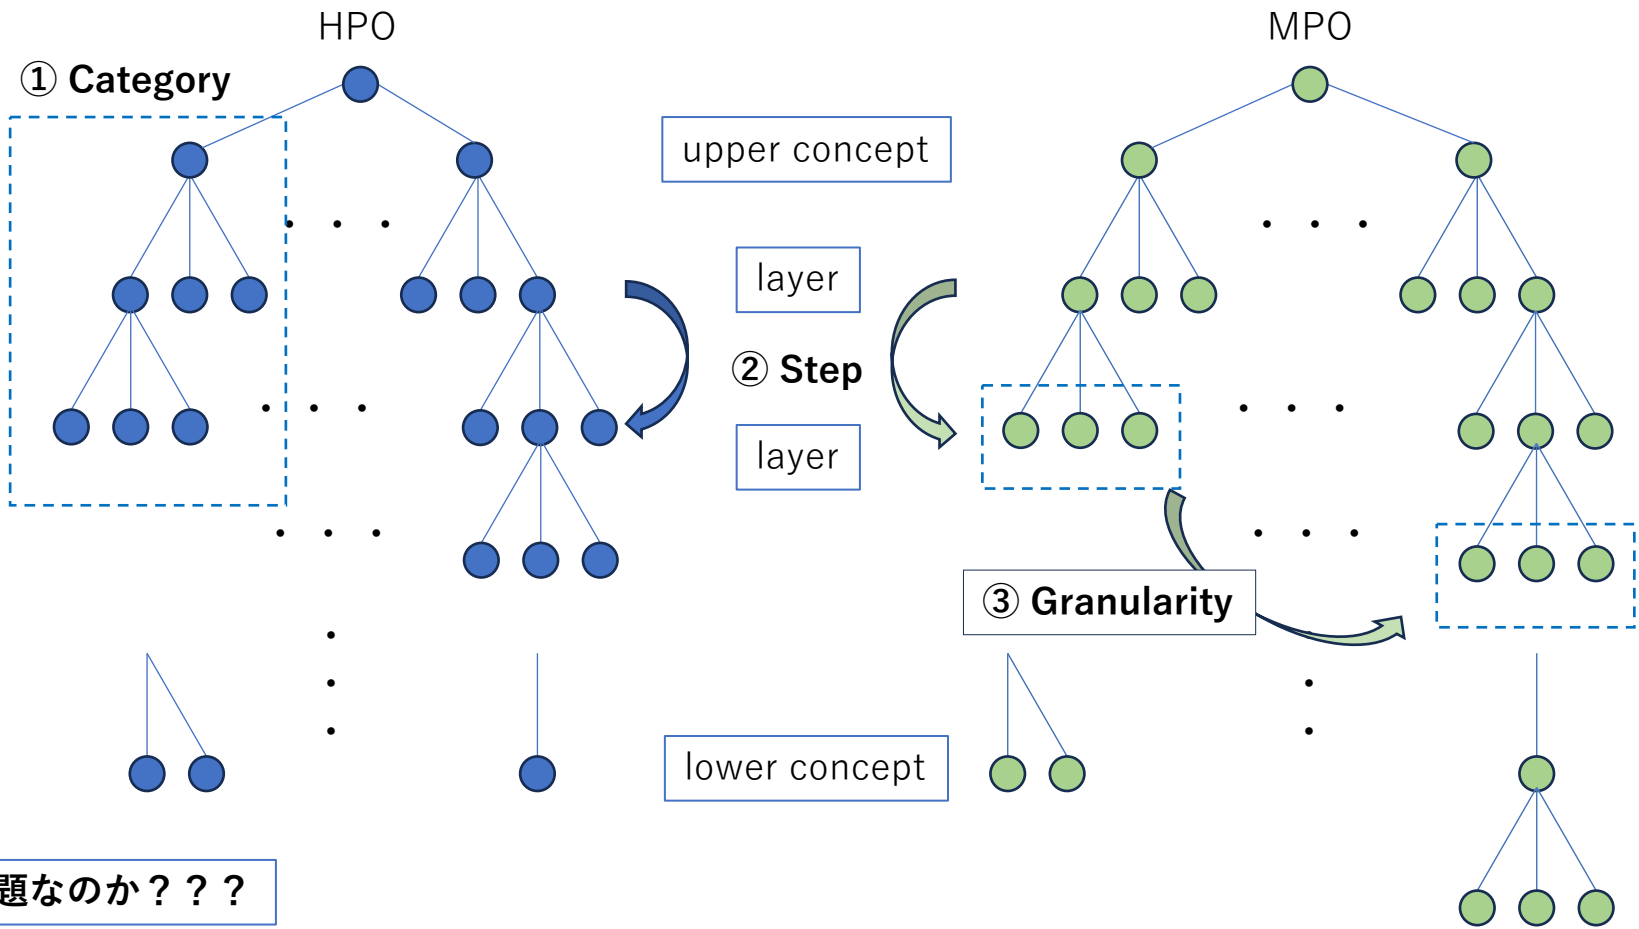 HPO
MPO
① Category
upper concept
layer
② Step
layer
③ Granularity
lower concept
題なのか？？？